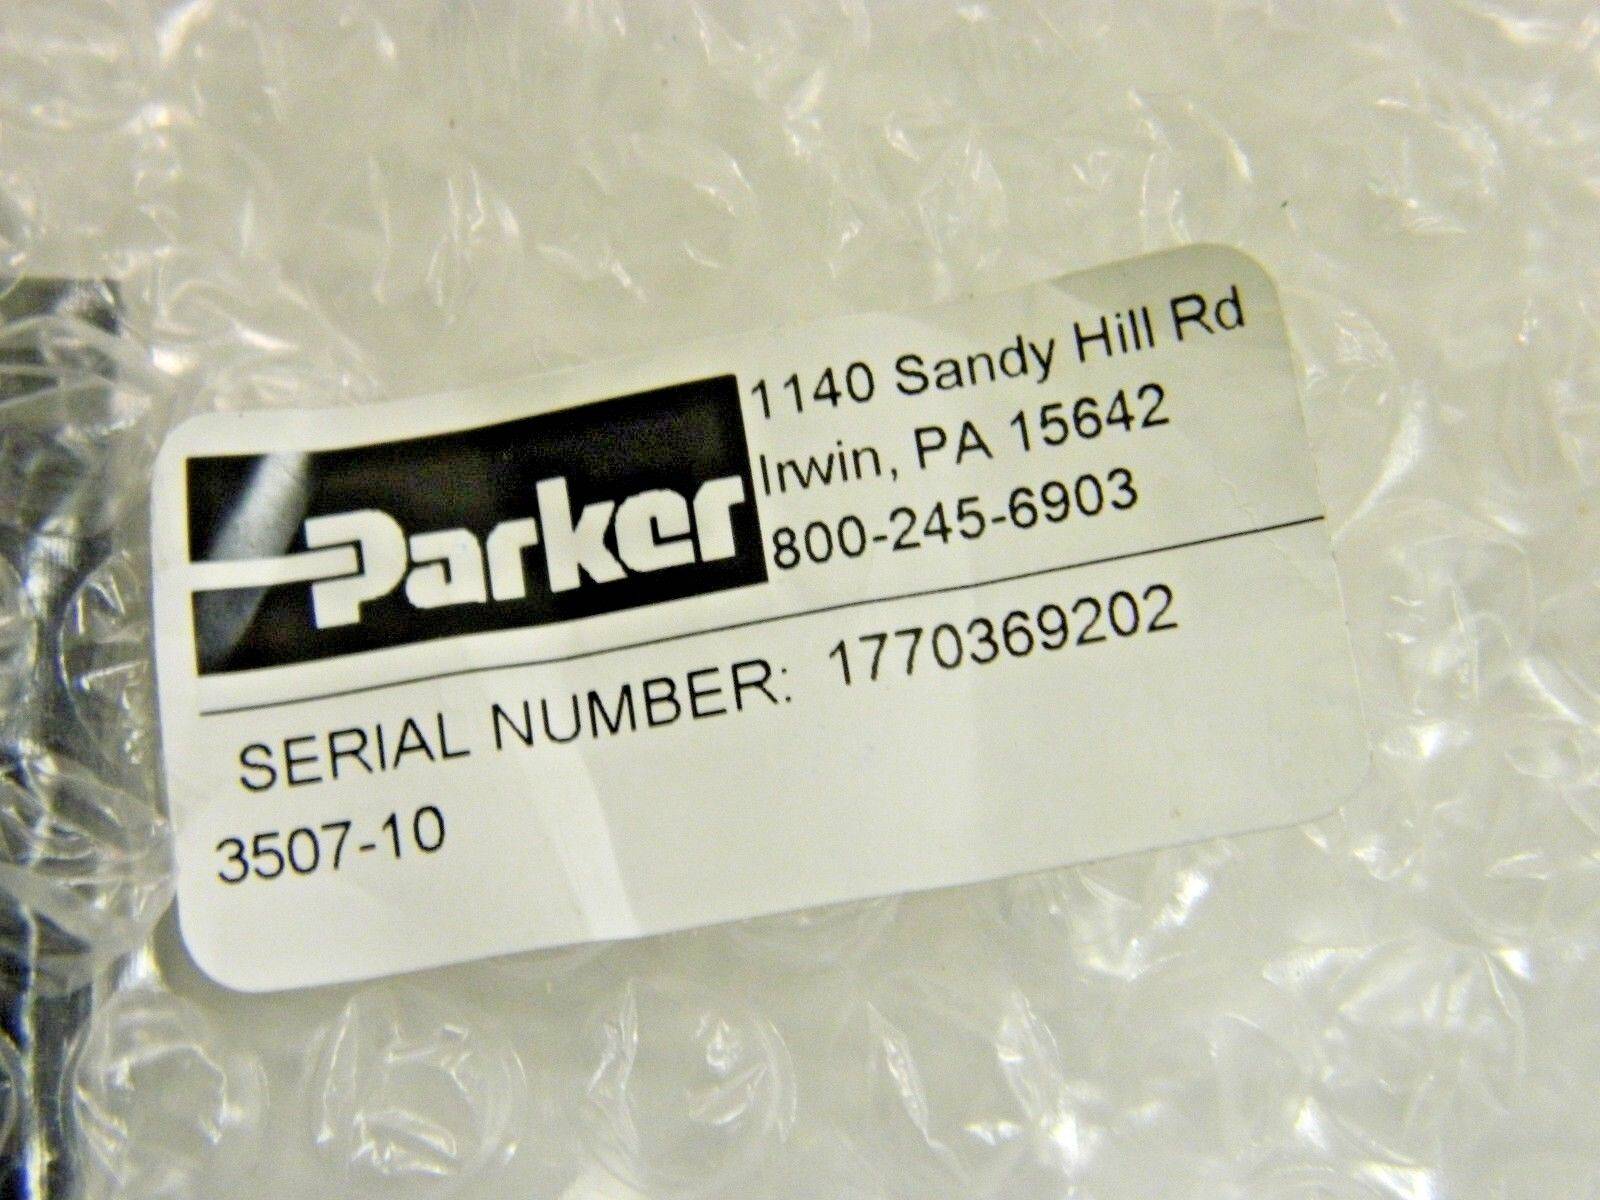 Parker
1140 Sandy Hill Rd
Irwin, PA 15642
800-245-6903
SERIAL NUMBER: 1770369202
3507-10